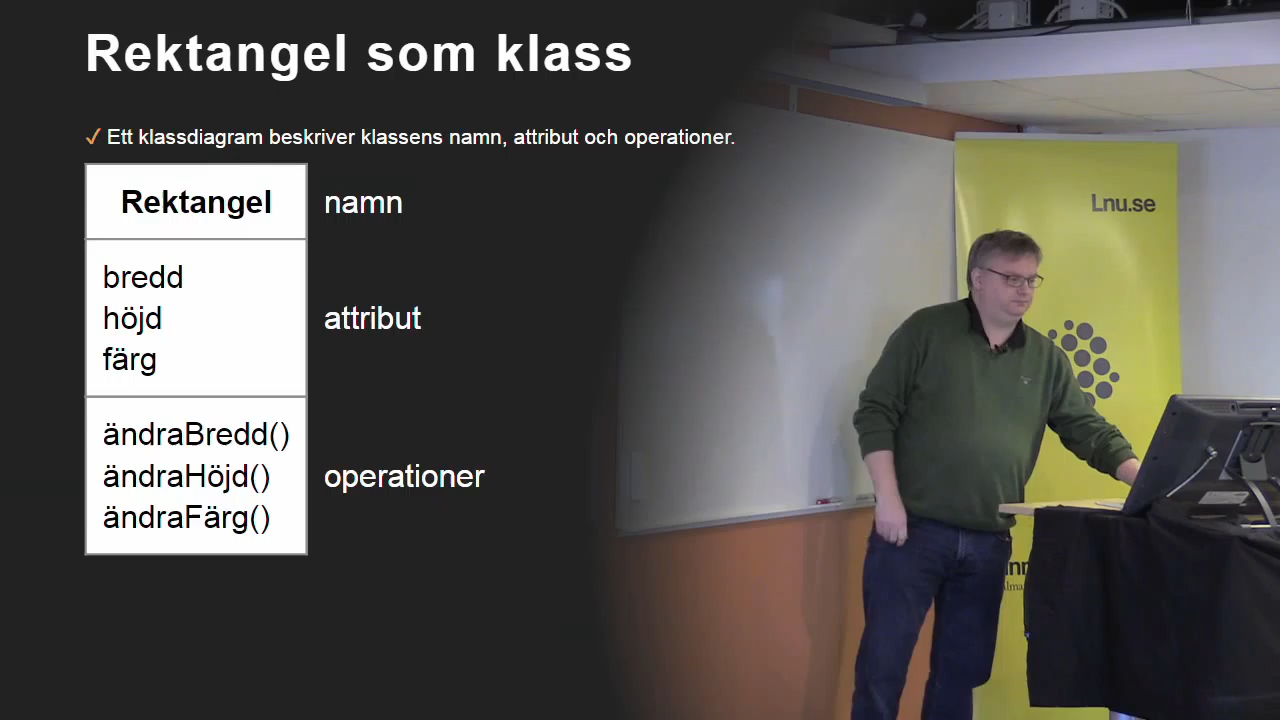 Rektangel som klass
✓ Ett klassdiagram beskriver klassens namn, attribut och operationer.
Rektangel
namn
bredd
höjd
färg
attribut
ändraBredd()
ändraHöjd()
ändraFärg()
operationer
Lnu.se